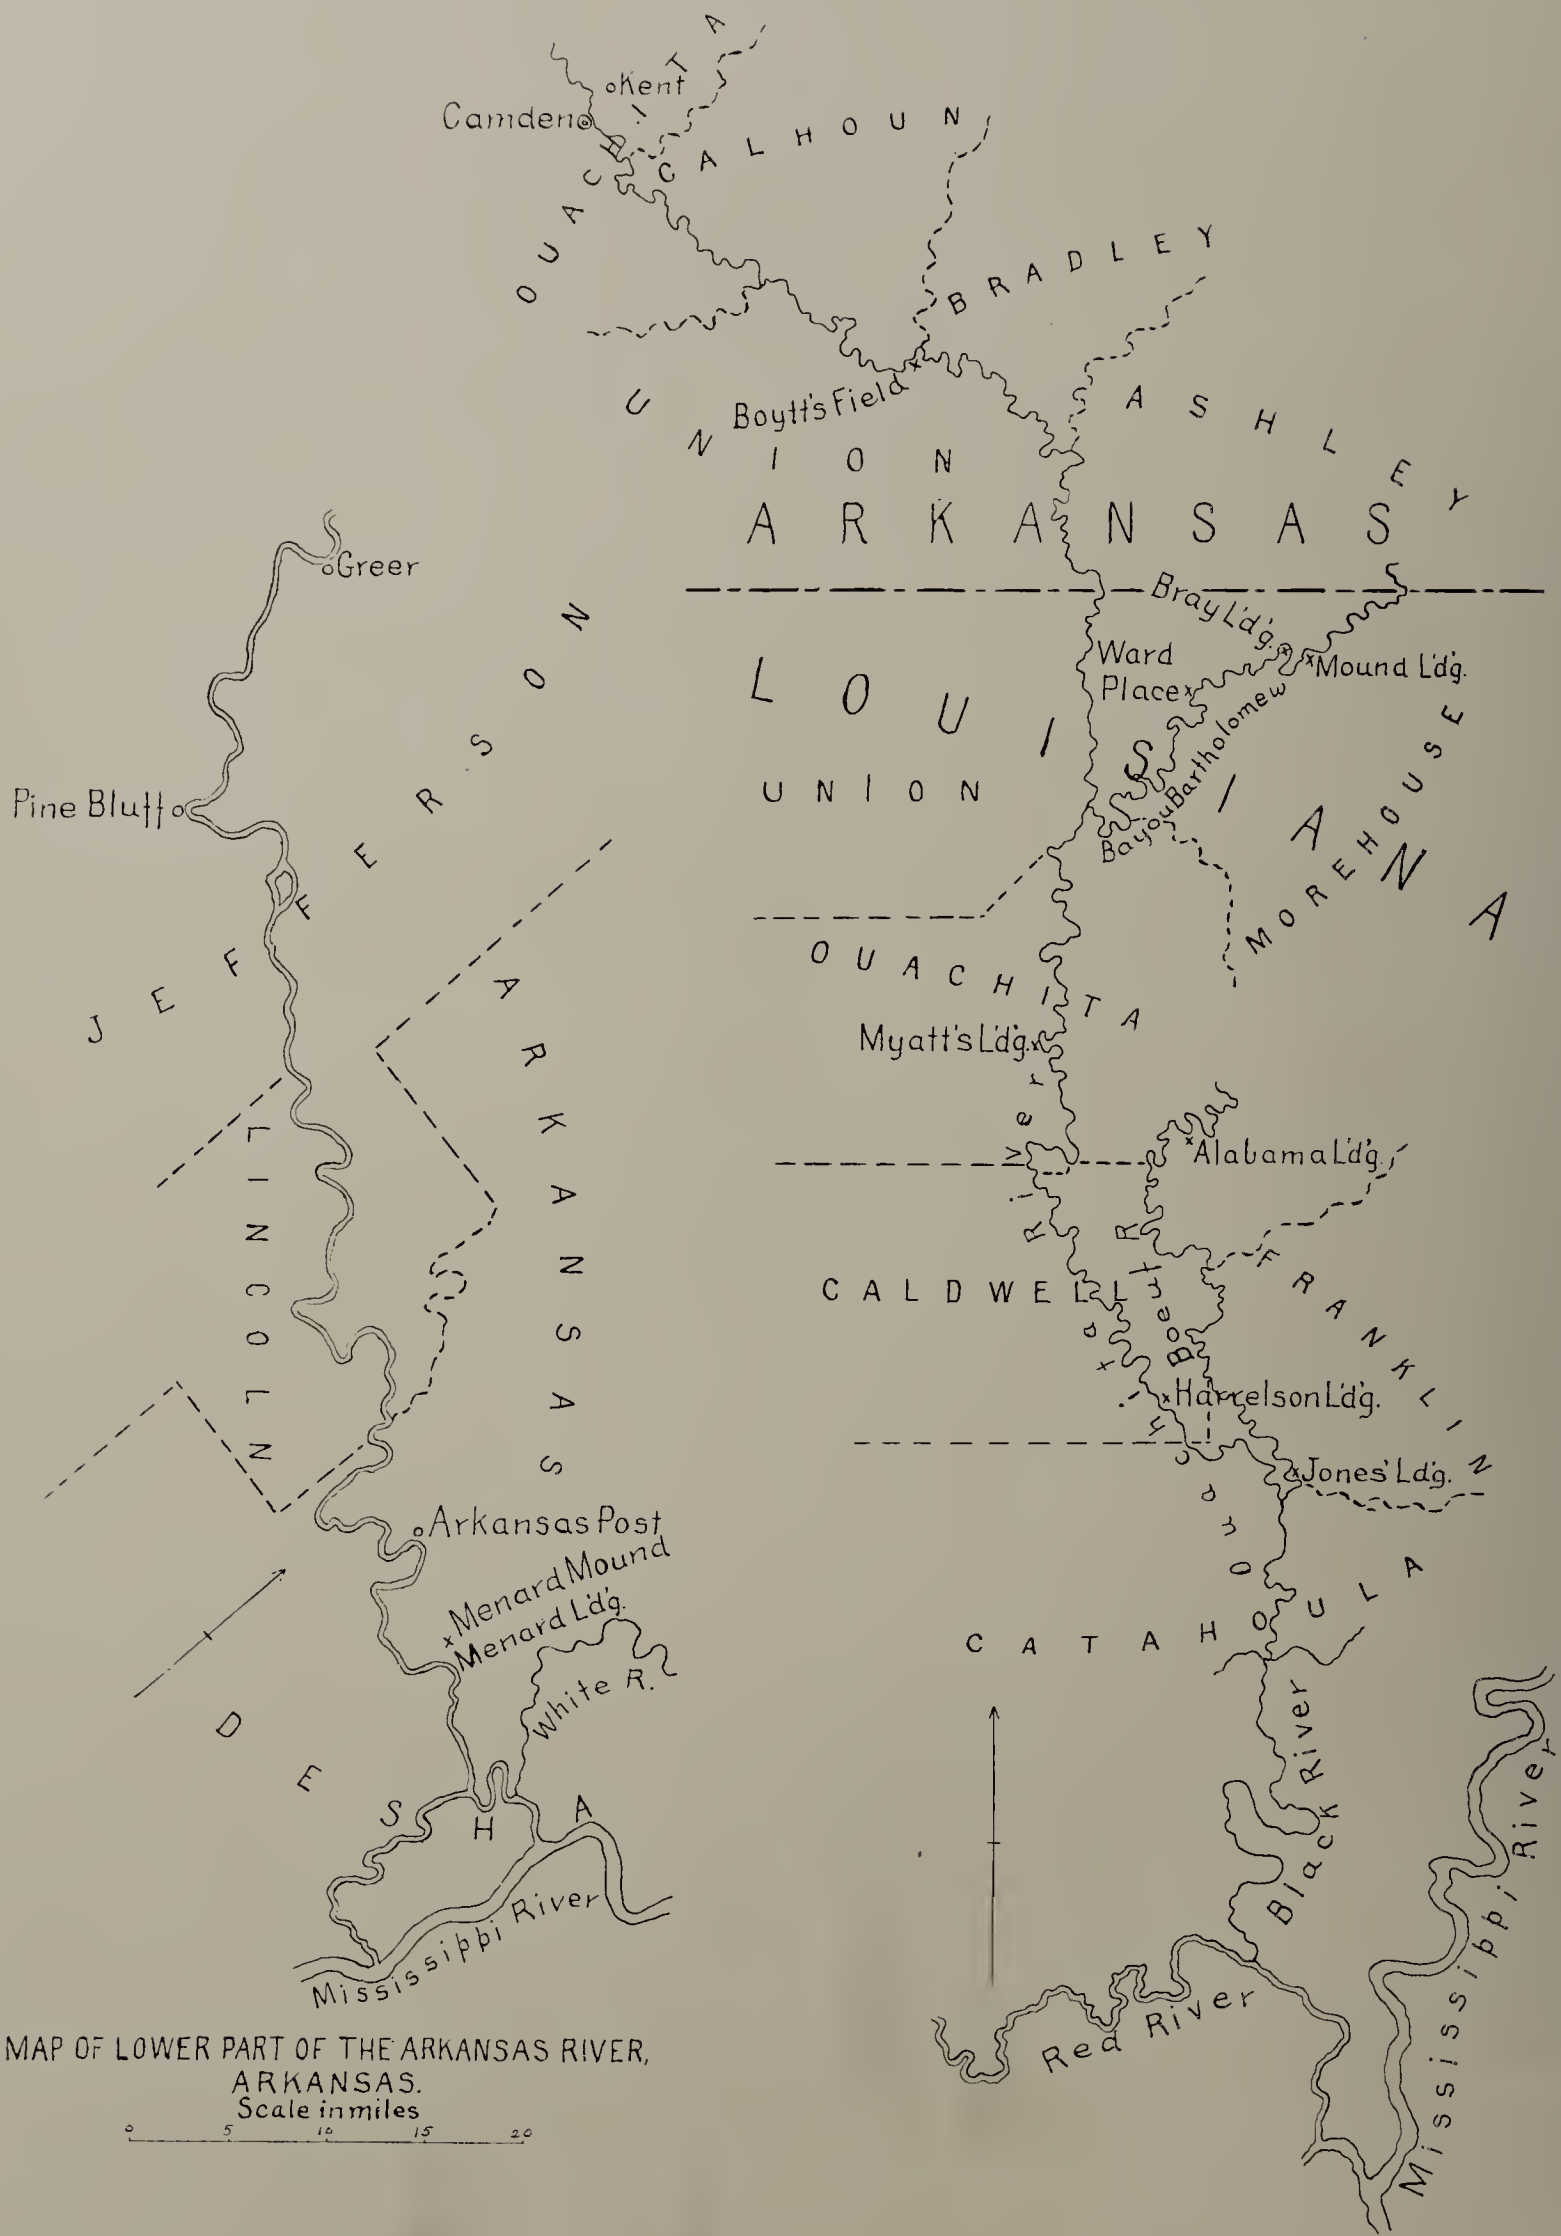 Greer
Pine Bluff
JEFFERSON
LINCOLN
ARKANSAS
Arkansas Post
Menard Mound
Menard L'd'g.
White R.
DESHA
Mississippi River
MAP OF LOWER PART OF THE ARKANSAS RIVER,
ARKANSAS.
Scale in miles
0 5 10 15 20
Kent
Camden
OUACHITA
CALHOUN
BRADLEY
Boytt's Field
UNION
ASHLEY
ARKANSAS
Bray L'd'g.
Ward
Place
Mound L'd'g.
LOUISIANA
UNION
Bayou Bartholomew
MOREHOUSE
OUACHITA
Myatt's L'd'g.
Alabama L'd'g.
Ouachita River
Boeuf R
CALDWELL
FRANKLIN
Harrelson L'd'g.
Jones' L'd'g.
CATAHOULA
Black River
Red River
Mississippi River